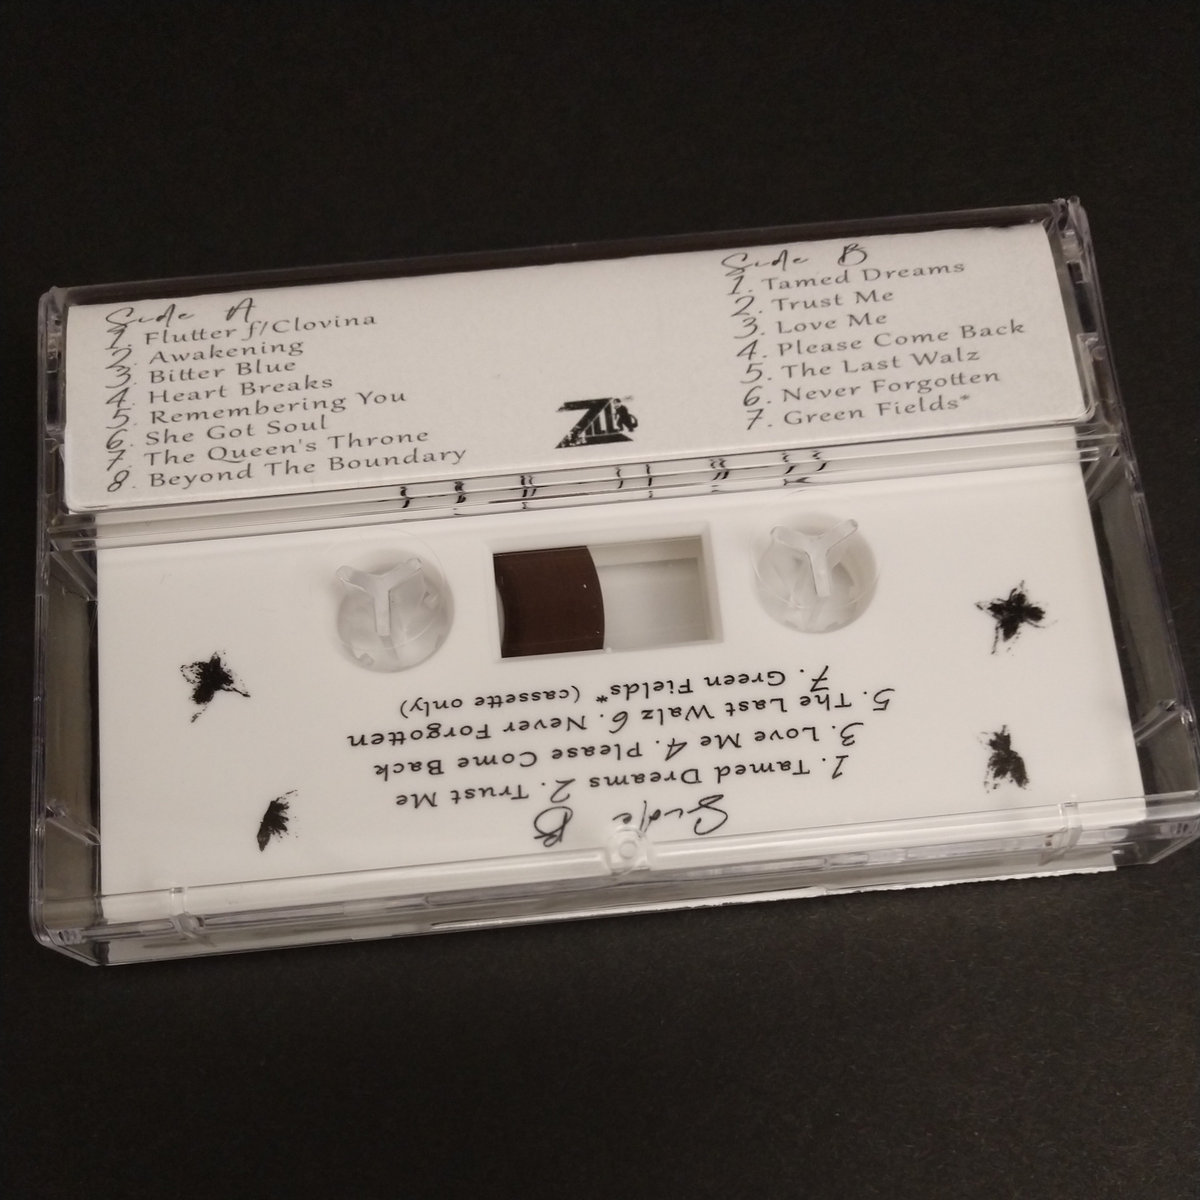 Side A
1. Flutter f/Clovina
2. Awakening
3. Bitter Blue
4. Heart Breaks
5. Remembering You
6. She Got Soul
7. The Queen's Throne
8. Beyond The Boundary
ZILL
Side B
1. Tamed Dreams
2. Trust Me
3. Love Me
4. Please Come Back
5. The Last Walz
6. Never Forgotten
7. Green Fields*
Side B
1. Tamed Dreams 2. Trust Me
3. Love Me 4. Please Come Back
5. The Last Walz 6. Never Forgotten
7. Green Fields* (cassette only)